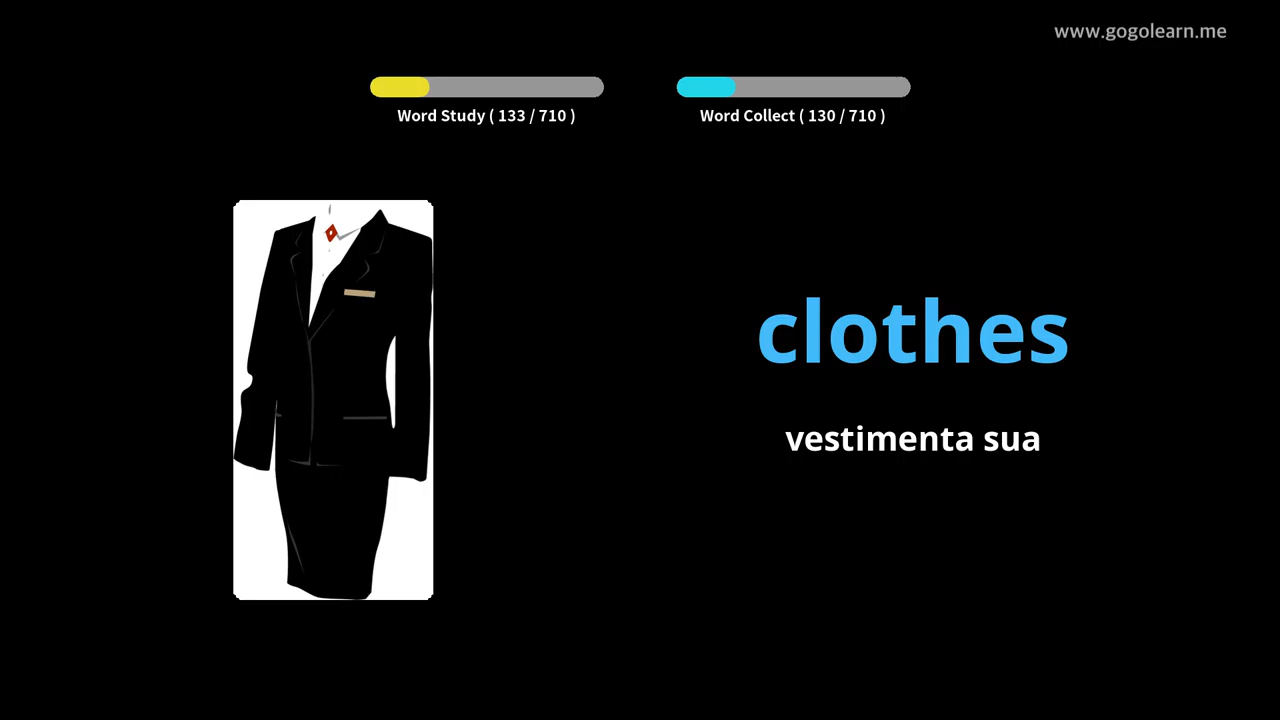 www.gogolearn.me
Word Study ( 133 / 710 )
Word Collect ( 130 / 710 )
clothes
vestimenta sua